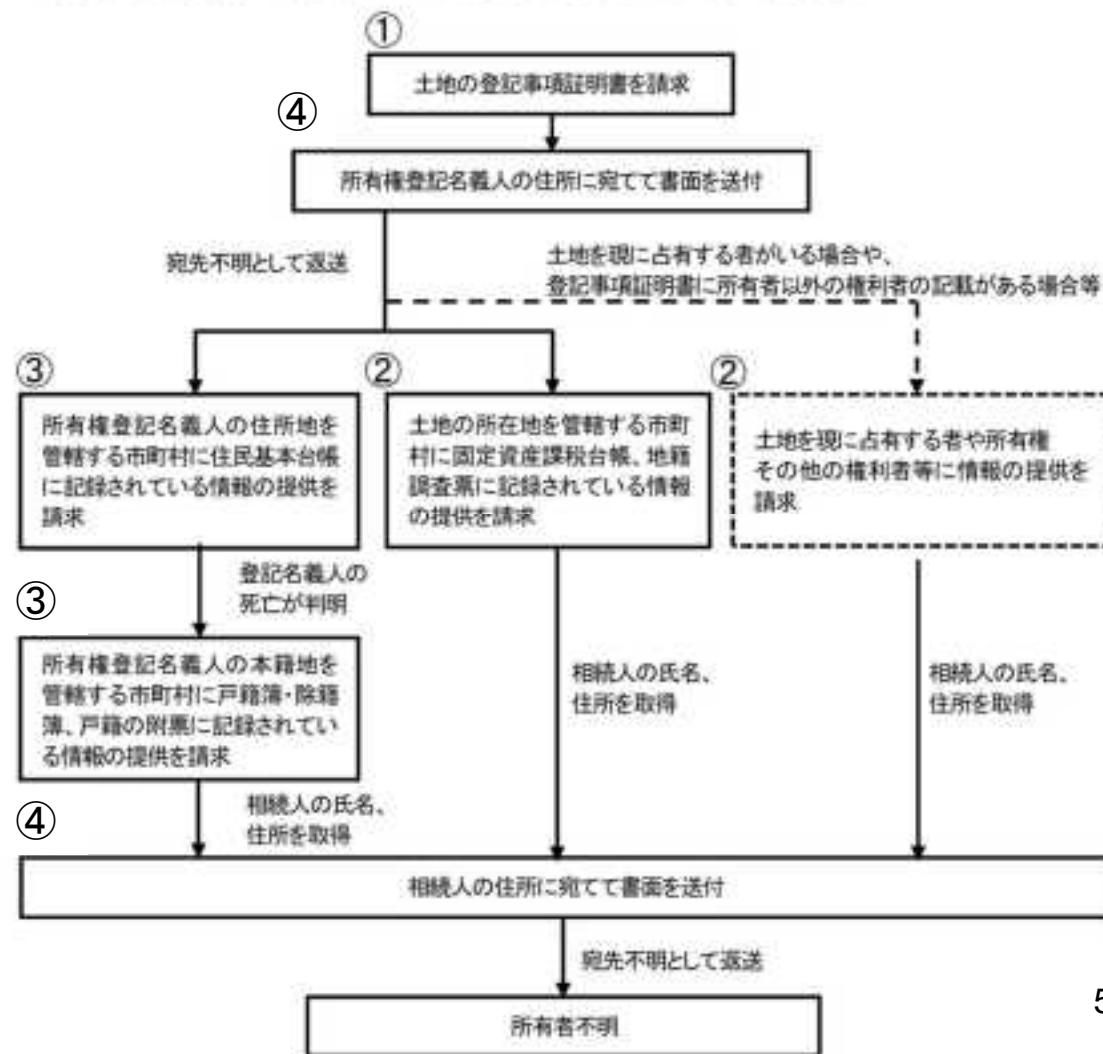 ①
土地の登記事項証明書を請求
④
所有権登記名義人の住所に宛てて書面を送付
宛先不明として返送
土地を現に占有する者がいる場合や、
登記事項証明書に所有者以外の権利者の記載がある場合等
③
所有権登記名義人の住所地を
管轄する市町村に住民基本台帳
に記録されている情報の提供を
請求
②
土地の所在地を管轄する市町
村に固定資産課税台帳、地籍
調査票に記録されている情報
の提供を請求
②
土地を現に占有する者や所有権
その他の権利者等に情報の提供を
請求
登記名義人の
死亡が判明
③
所有権登記名義人の本籍地を
管轄する市町村に戸籍簿・除籍
簿、戸籍の附票に記録されてい
る情報の提供を請求
相続人の氏名、
住所を取得
相続人の氏名、
住所を取得
相続人の氏名、
住所を取得
④
相続人の住所に宛てて書面を送付
宛先不明として返送
所有者不明
5